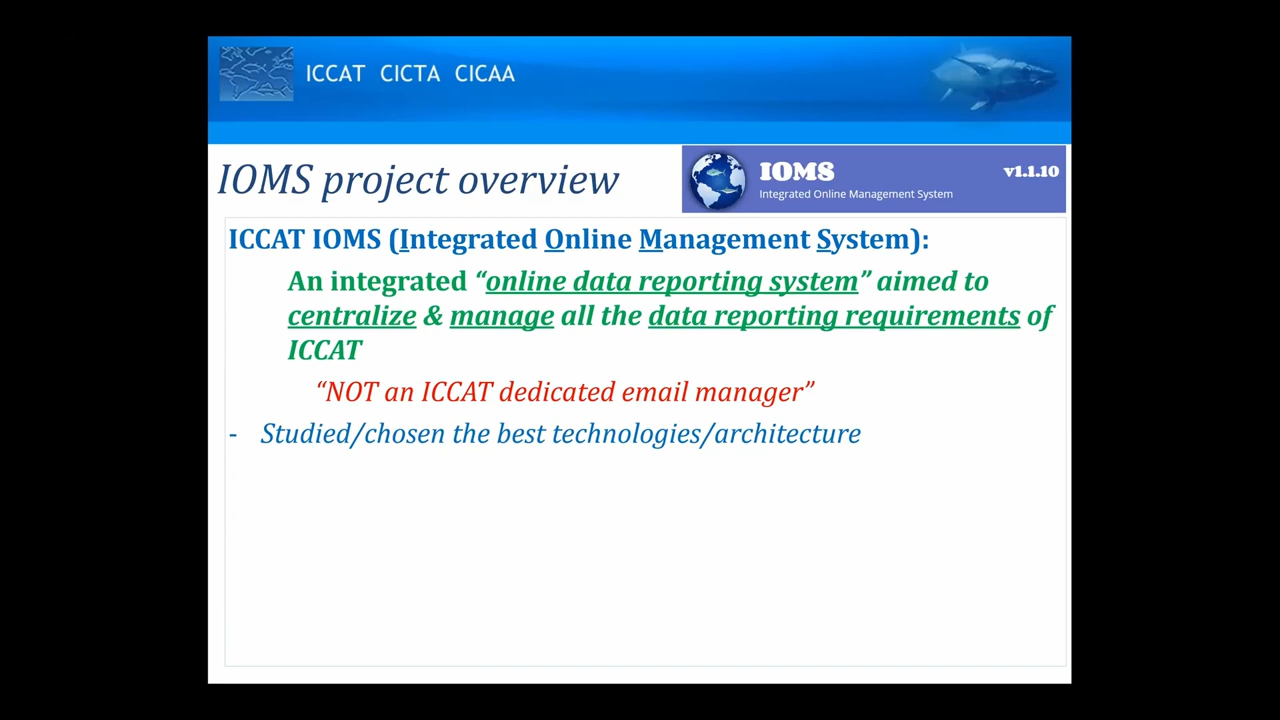 ICCAT CICTA CICAA
IOMS project overview
IOMS
v1.1.10
Integrated Online Management System
ICCAT IOMS (Integrated Online Management System):
An integrated “online data reporting system” aimed to
centralize & manage all the data reporting requirements of
ICCAT
“NOT an ICCAT dedicated email manager”
- Studied/chosen the best technologies/architecture